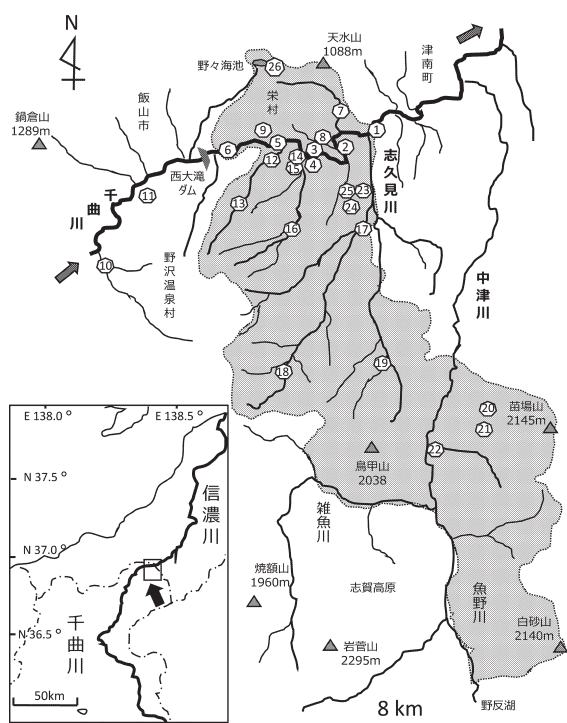 N
天水山
1088m
津南町
野々海池
26
栄村
飯山市
鍋倉山
1289m
7
9
8
1
6
5
3
2
西大滝
ダム
12
14
15
4
志久見川
11
千曲川
13
25
23
24
16
17
10
野沢温泉村
中津川
18
19
20
21
苗場山
2145m
22
鳥甲山
2038
E 138.0°
E 138.5°
N 37.5°
信濃川
N 37.0°
千曲川
N 36.5°
50km
雑魚川
焼額山
1960m
志賀高原
魚野川
岩菅山
2295m
白砂山
2140m
8 km
野反湖